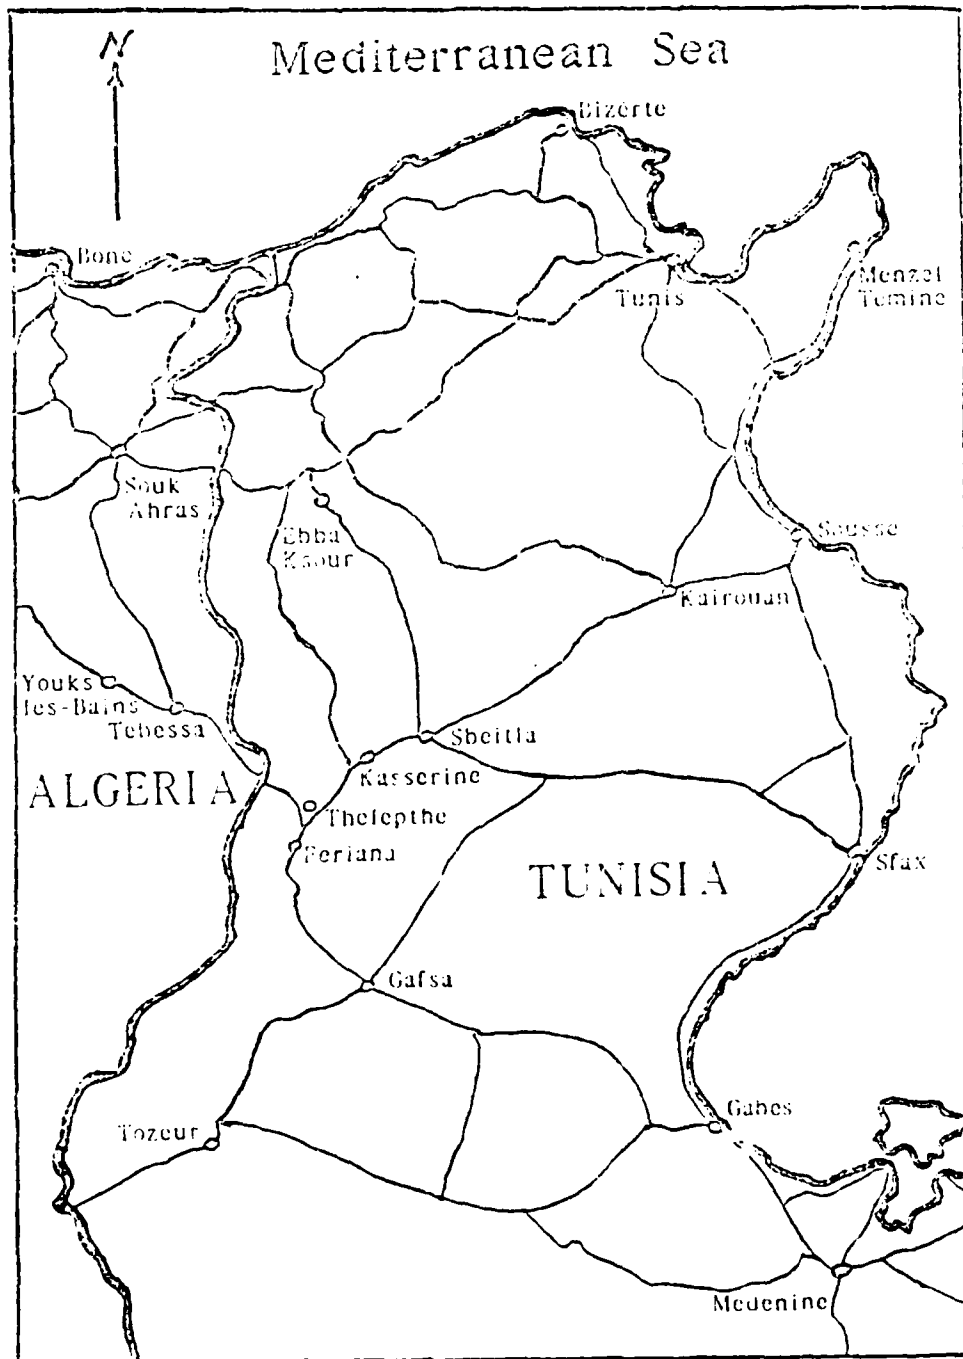 N
Mediterranean Sea
Bizerte
Bone
Tunis
Menzel
Temine
Souk
Ahras
Ebba
Ksour
Sousse
Kairouan
Youks
les-Bains
Tebessa
Sbeitla
Kasserine
ALGERIA
Thelepthe
Feriana
TUNISIA
Sfax
Gafsa
Gabes
Tozeur
Medenine